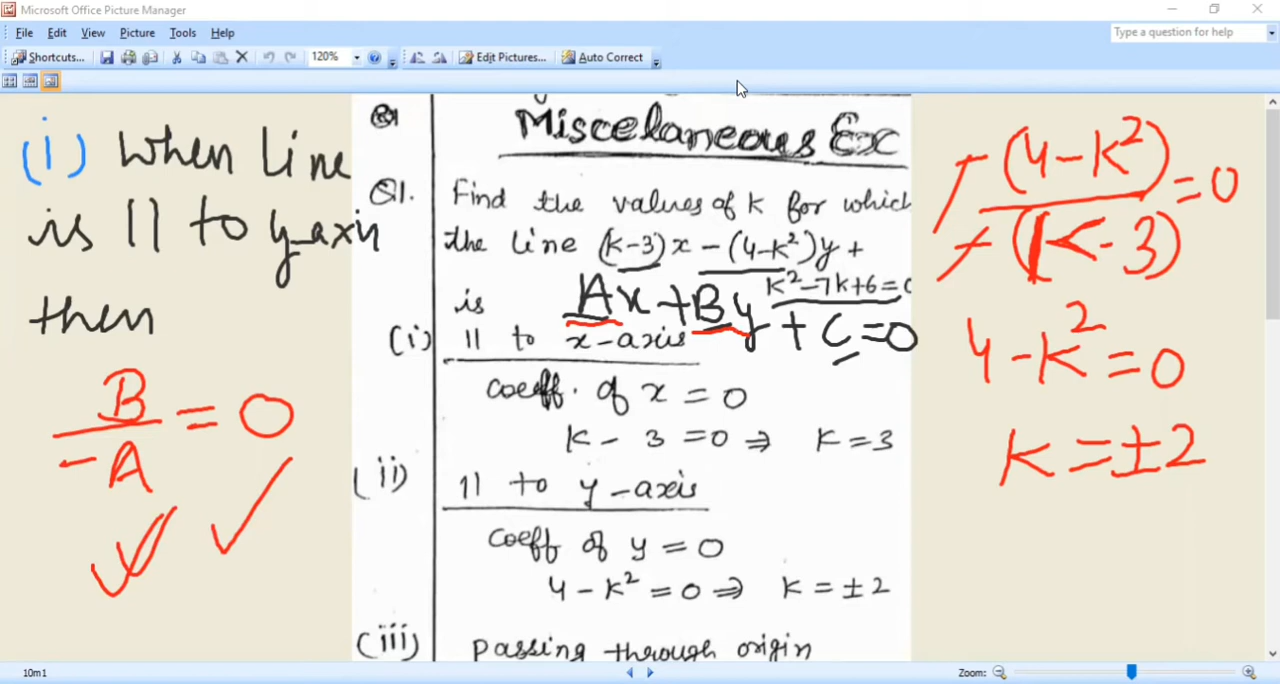 Microsoft Office Picture Manager
File Edit View Picture Tools Help
Type a question for help
Shortcuts... 120% Edit Pictures... Auto Correct
(i) When line
is || to y-axis
then
B/-A = 0
Q1 Miscelaneous Ex
Q1. Find the values of k for which
the line (k-3)x - (4-k²)y +
k²-7k+6=0
is
Ax + By + C = 0
(i) || to x-axis
coeff. of x = 0
k - 3 = 0 ⇒ k = 3
(ii) || to y-axis
coeff of y = 0
4 - k² = 0 ⇒ k = ± 2
(iii) passing through origin
-(4-k²)/-(k-3) = 0
4-k² = 0
k = ±2
10m1
Zoom: